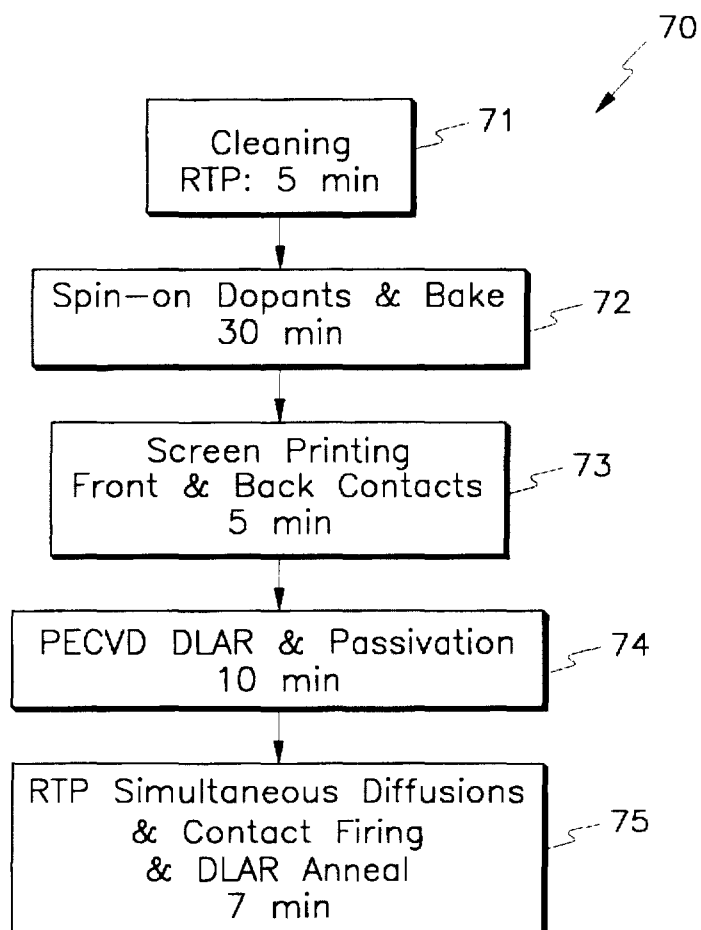 70
Cleaning
RTP: 5 min
71
Spin-on Dopants & Bake
30 min
72
Screen Printing
Front & Back Contacts
5 min
73
PECVD DLAR & Passivation
10 min
74
RTP Simultaneous Diffusions
& Contact Firing
& DLAR Anneal
7 min
75